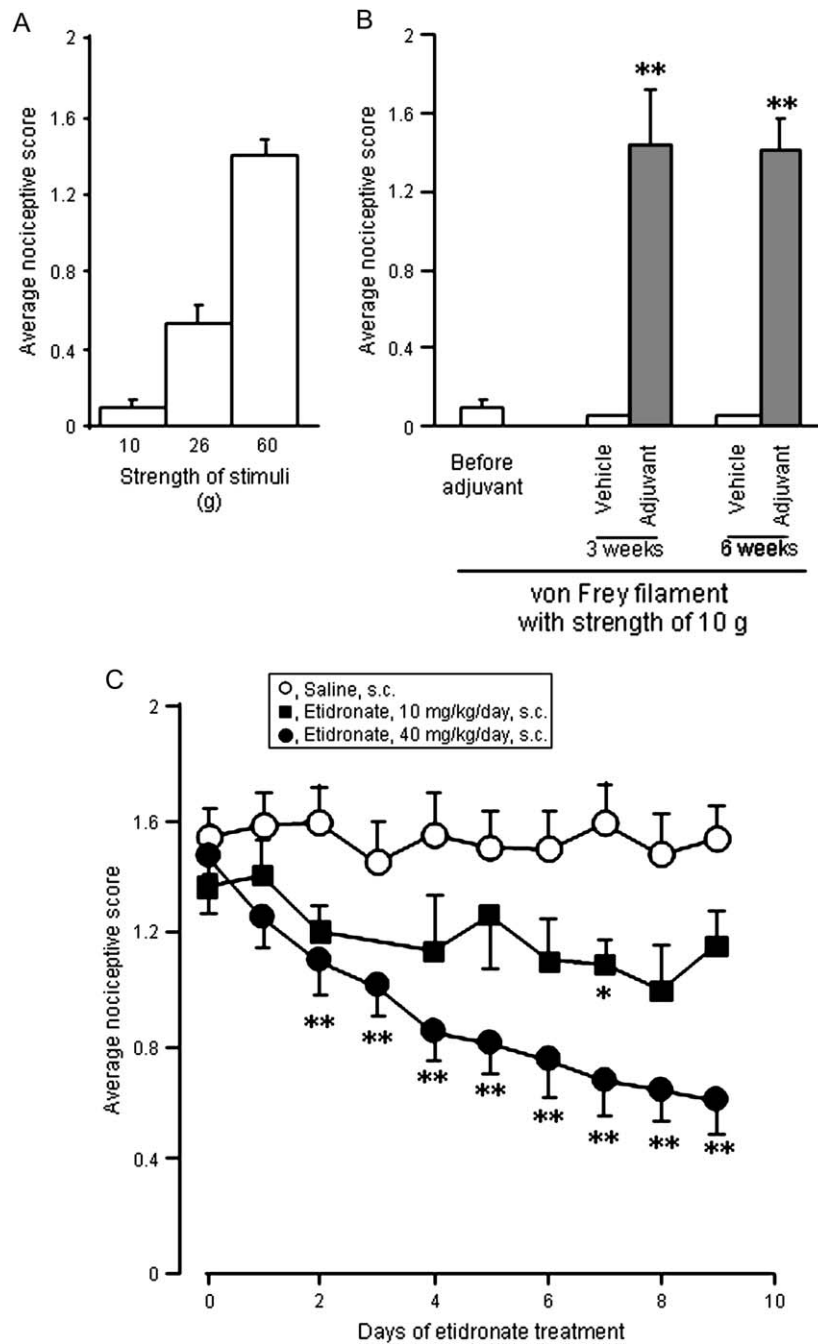 A
2
1.6
1.2
0.8
0.4
0
Average nociceptive score
10 26 60
Strength of stimuli
(g)
B
2
1.6
1.2
0.8
0.4
0
Average nociceptive score
** **
Before
adjuvant
Vehicle
Adjuvant
Vehicle
Adjuvant
3 weeks 6 weeks
von Frey filament
with strength of 10 g
C
, Saline, s.c.
, Etidronate, 10 mg/kg/day, s.c.
, Etidronate, 40 mg/kg/day, s.c.
2
1.6
1.2
0.8
0.4
0
Average nociceptive score
*
** ** ** ** ** ** ** **
0 2 4 6 8 10
Days of etidronate treatment